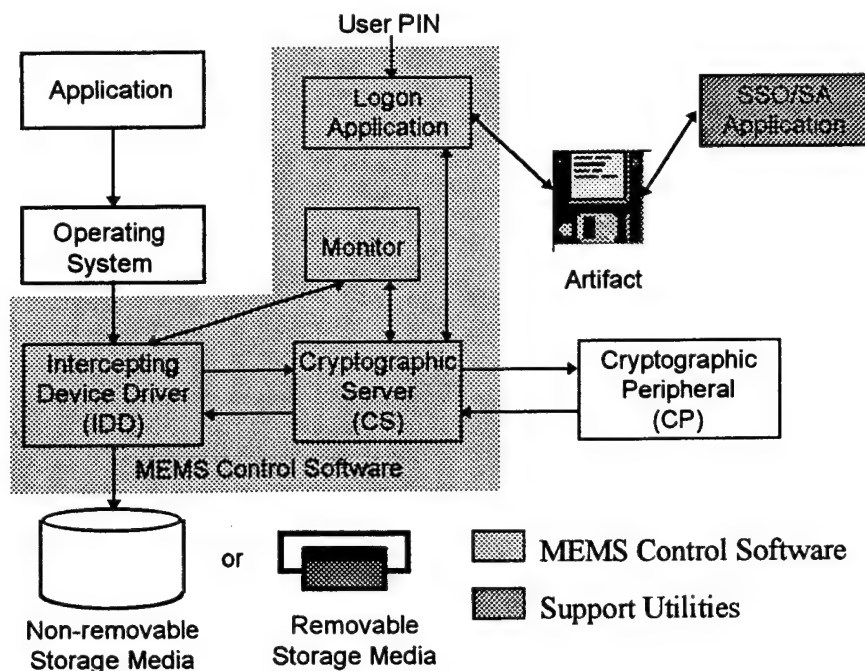 User PIN
Application
Logon
Application
SSO/SA
Application
Operating
System
Monitor
Artifact
Intercepting
Device Driver
(IDD)
Cryptographic
Server
(CS)
Cryptographic
Peripheral
(CP)
MEMS Control Software
or
MEMS Control Software
Support Utilities
Non-removable
Storage Media
Removable
Storage Media